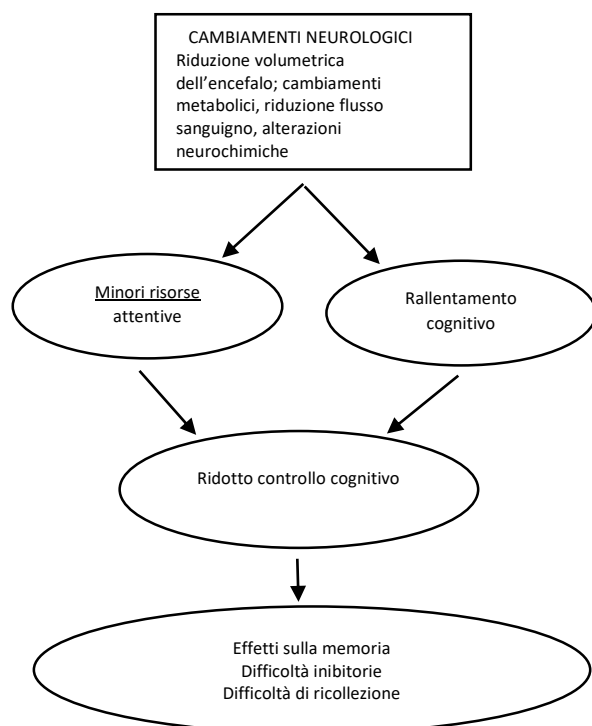 CAMBIAMENTI NEUROLOGICI
Riduzione volumetrica
dell’encefalo; cambiamenti
metabolici, riduzione flusso
sanguigno, alterazioni
neurochimiche
Minori risorse
attentive
Rallentamento
cognitivo
Ridotto controllo cognitivo
Effetti sulla memoria
Difficoltà inibitorie
Difficoltà di ricollezione